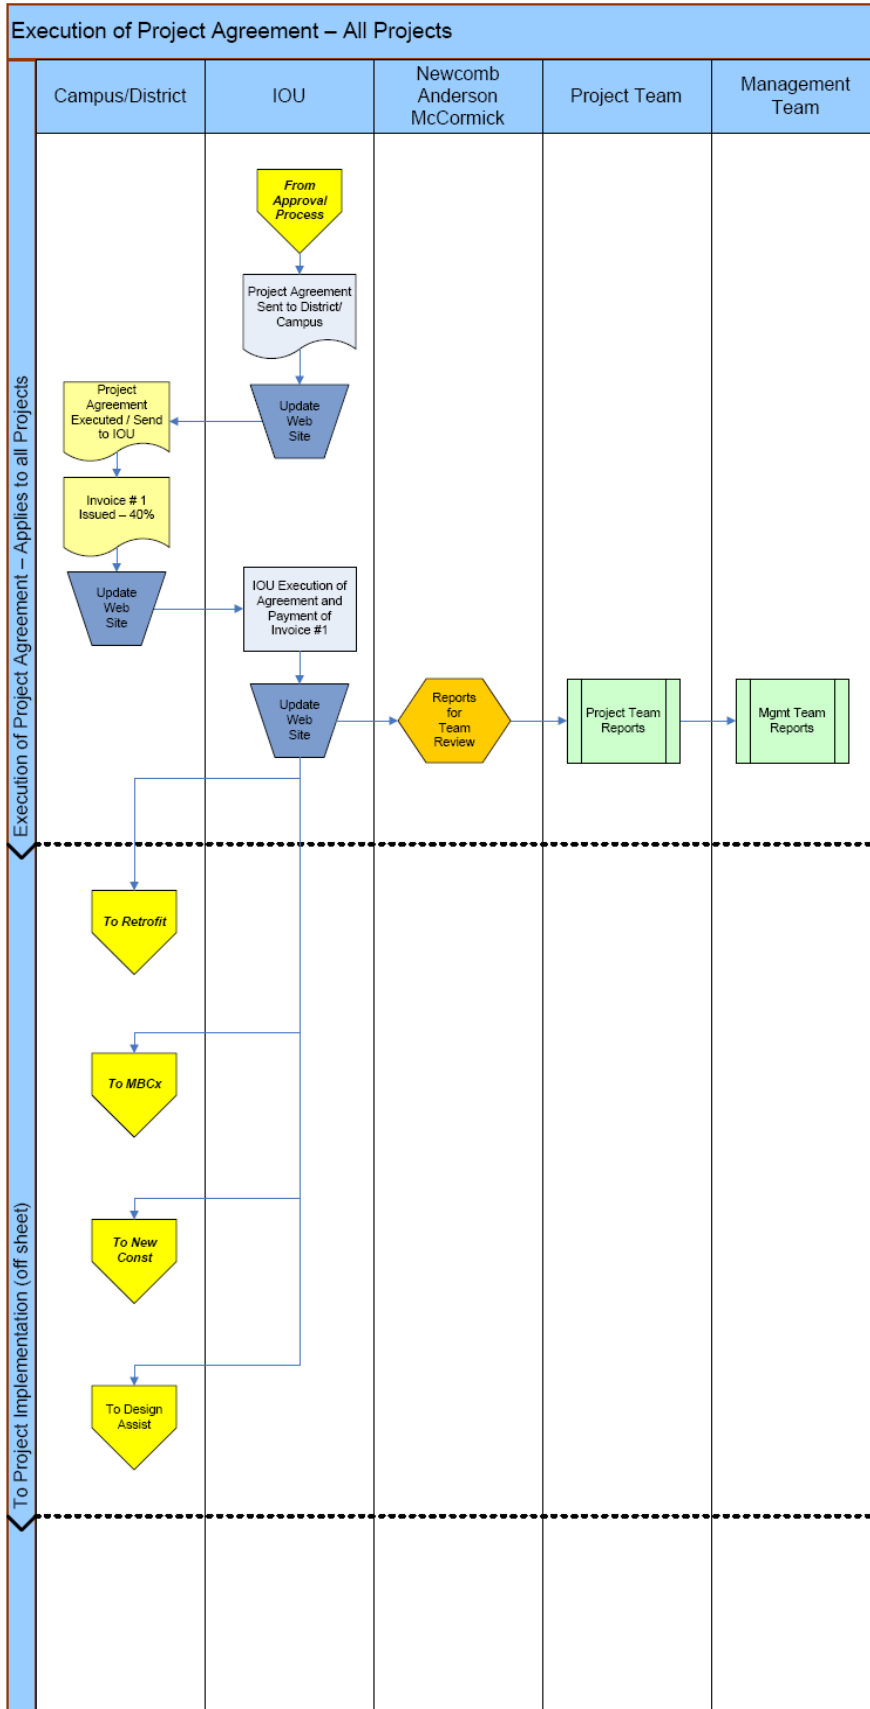 Execution of Project Agreement – All Projects
Campus/District
IOU
Newcomb
Anderson
McCormick
Project Team
Management
Team
Execution of Project Agreement – Applies to all Projects
From
Approval
Process
Project Agreement
Sent to District/
Campus
Update
Web
Site
Project
Agreement
Executed / Send
to IOU
Invoice # 1
Issued – 40%
Update
Web
Site
IOU Execution of
Agreement and
Payment of
Invoice #1
Update
Web
Site
Reports
for
Team
Review
Project Team
Reports
Mgmt Team
Reports
To Project Implementation (off sheet)
To Retrofit
To MBCx
To New
Const
To Design
Assist